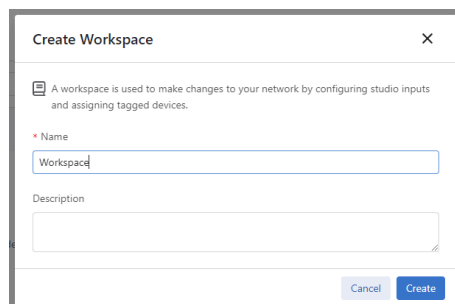 Create Workspace
A workspace is used to make changes to your network by configuring studio inputs
and assigning tagged devices.
* Name
Workspace
Description
Cancel Create